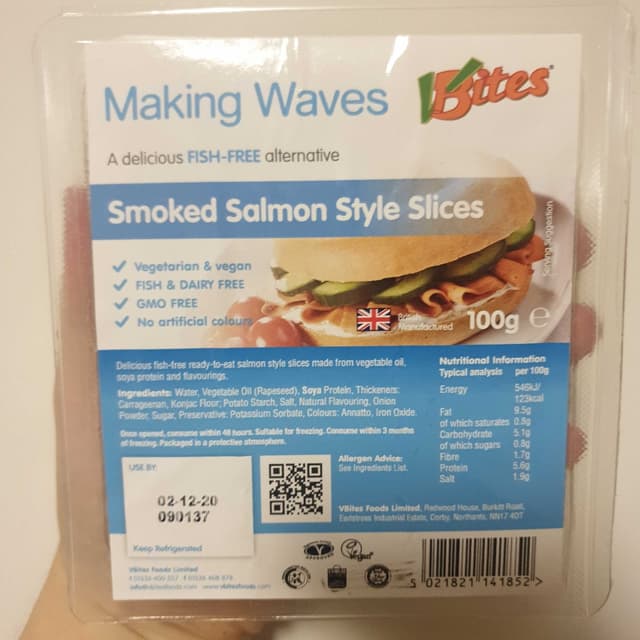 Making Waves
VBites
A delicious FISH-FREE alternative
Smoked Salmon Style Slices
Serving Suggestion
Vegetarian & vegan
FISH & DAIRY FREE
GMO FREE
No artificial colours
British
Manufactured
100g e
Delicious fish-free ready-to-eat salmon style slices made from vegetable oil,
soya protein and flavourings.
Ingredients: Water, Vegetable Oil (Rapeseed), Soya Protein, Thickeners:
Carrageenan, Konjac Flour; Potato Starch, Salt, Natural Flavouring, Onion
Powder, Sugar, Preservative: Potassium Sorbate, Colours: Annatto, Iron Oxide.
Once opened, consume within 48 hours. Suitable for freezing. Consume within 3 months
of freezing. Packaged in a protective atmosphere.
Nutritional Information
Typical analysis per 100g
Energy 546kJ/
123kcal
Fat 9.5g
of which saturates 0.8g
Carbohydrate 5.1g
of which sugars 0.8g
Fibre 1.7g
Protein 5.6g
Salt 1.9g
USE BY:
02-12-20
090137
Keep Refrigerated
Allergen Advice:
See Ingredients List.
VBites Foods Limited, Redwood House, Burkitt Road,
Earlstrees Industrial Estate, Corby, Northants, NN17 4DT
VBites Foods Limited
info@vbitesfoods.com www.vbitesfoods.com
Vegan
5 021821 141852 >